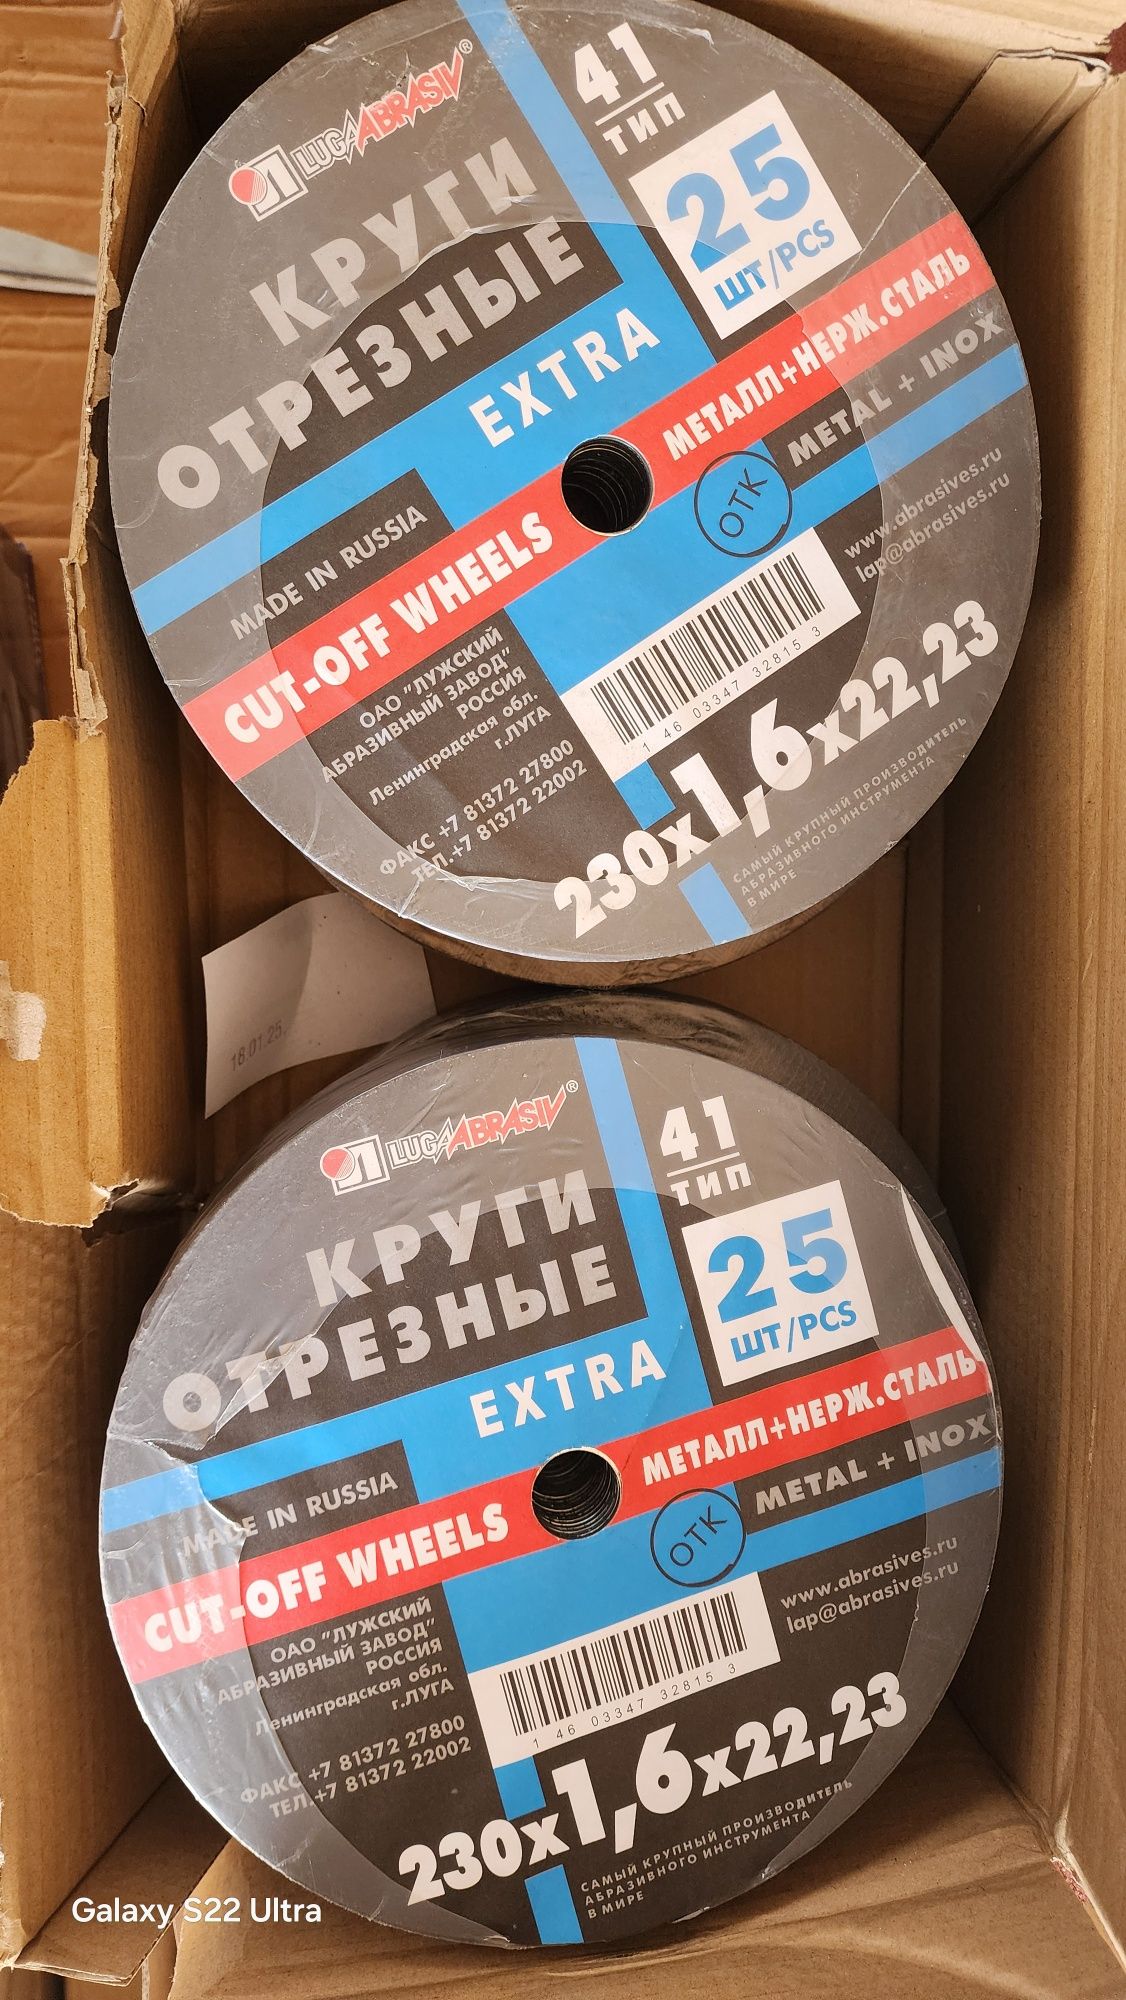 LUGAABRASIV®
КРУГИ
ОТРЕЗНЫЕ
EXTRA
41
ТИП
25
ШТ/PCS
МЕТАЛЛ+НЕРЖ.СТАЛЬ
METAL + INOX
MADE IN RUSSIA
CUT-OFF WHEELS
ОТК
www.abrasives.ru
lap@abrasives.ru
ОАО "ЛУЖСКИЙ
АБРАЗИВНЫЙ ЗАВОД"
РОССИЯ
Ленинградская обл.
г.ЛУГА
ФАКС +7 81372 27800
ТЕЛ.+7 81372 22002
1 46 03347 32815 3
230x1,6x22,23
САМЫЙ КРУПНЫЙ ПРОИЗВОДИТЕЛЬ
АБРАЗИВНОГО ИНСТРУМЕНТА
В МИРЕ
18.01.25.
LUGAABRASIV®
КРУГИ
ОТРЕЗНЫЕ
EXTRA
41
ТИП
25
ШТ/PCS
МЕТАЛЛ+НЕРЖ.СТАЛЬ
METAL + INOX
MADE IN RUSSIA
CUT-OFF WHEELS
ОТК
www.abrasives.ru
lap@abrasives.ru
ОАО "ЛУЖСКИЙ
АБРАЗИВНЫЙ ЗАВОД"
РОССИЯ
Ленинградская обл.
г.ЛУГА
ФАКС +7 81372 27800
ТЕЛ.+7 81372 22002
1 46 03347 32815 3
230x1,6x22,23
САМЫЙ КРУПНЫЙ ПРОИЗВОДИТЕЛЬ
АБРАЗИВНОГО ИНСТРУМЕНТА
В МИРЕ
Galaxy S22 Ultra